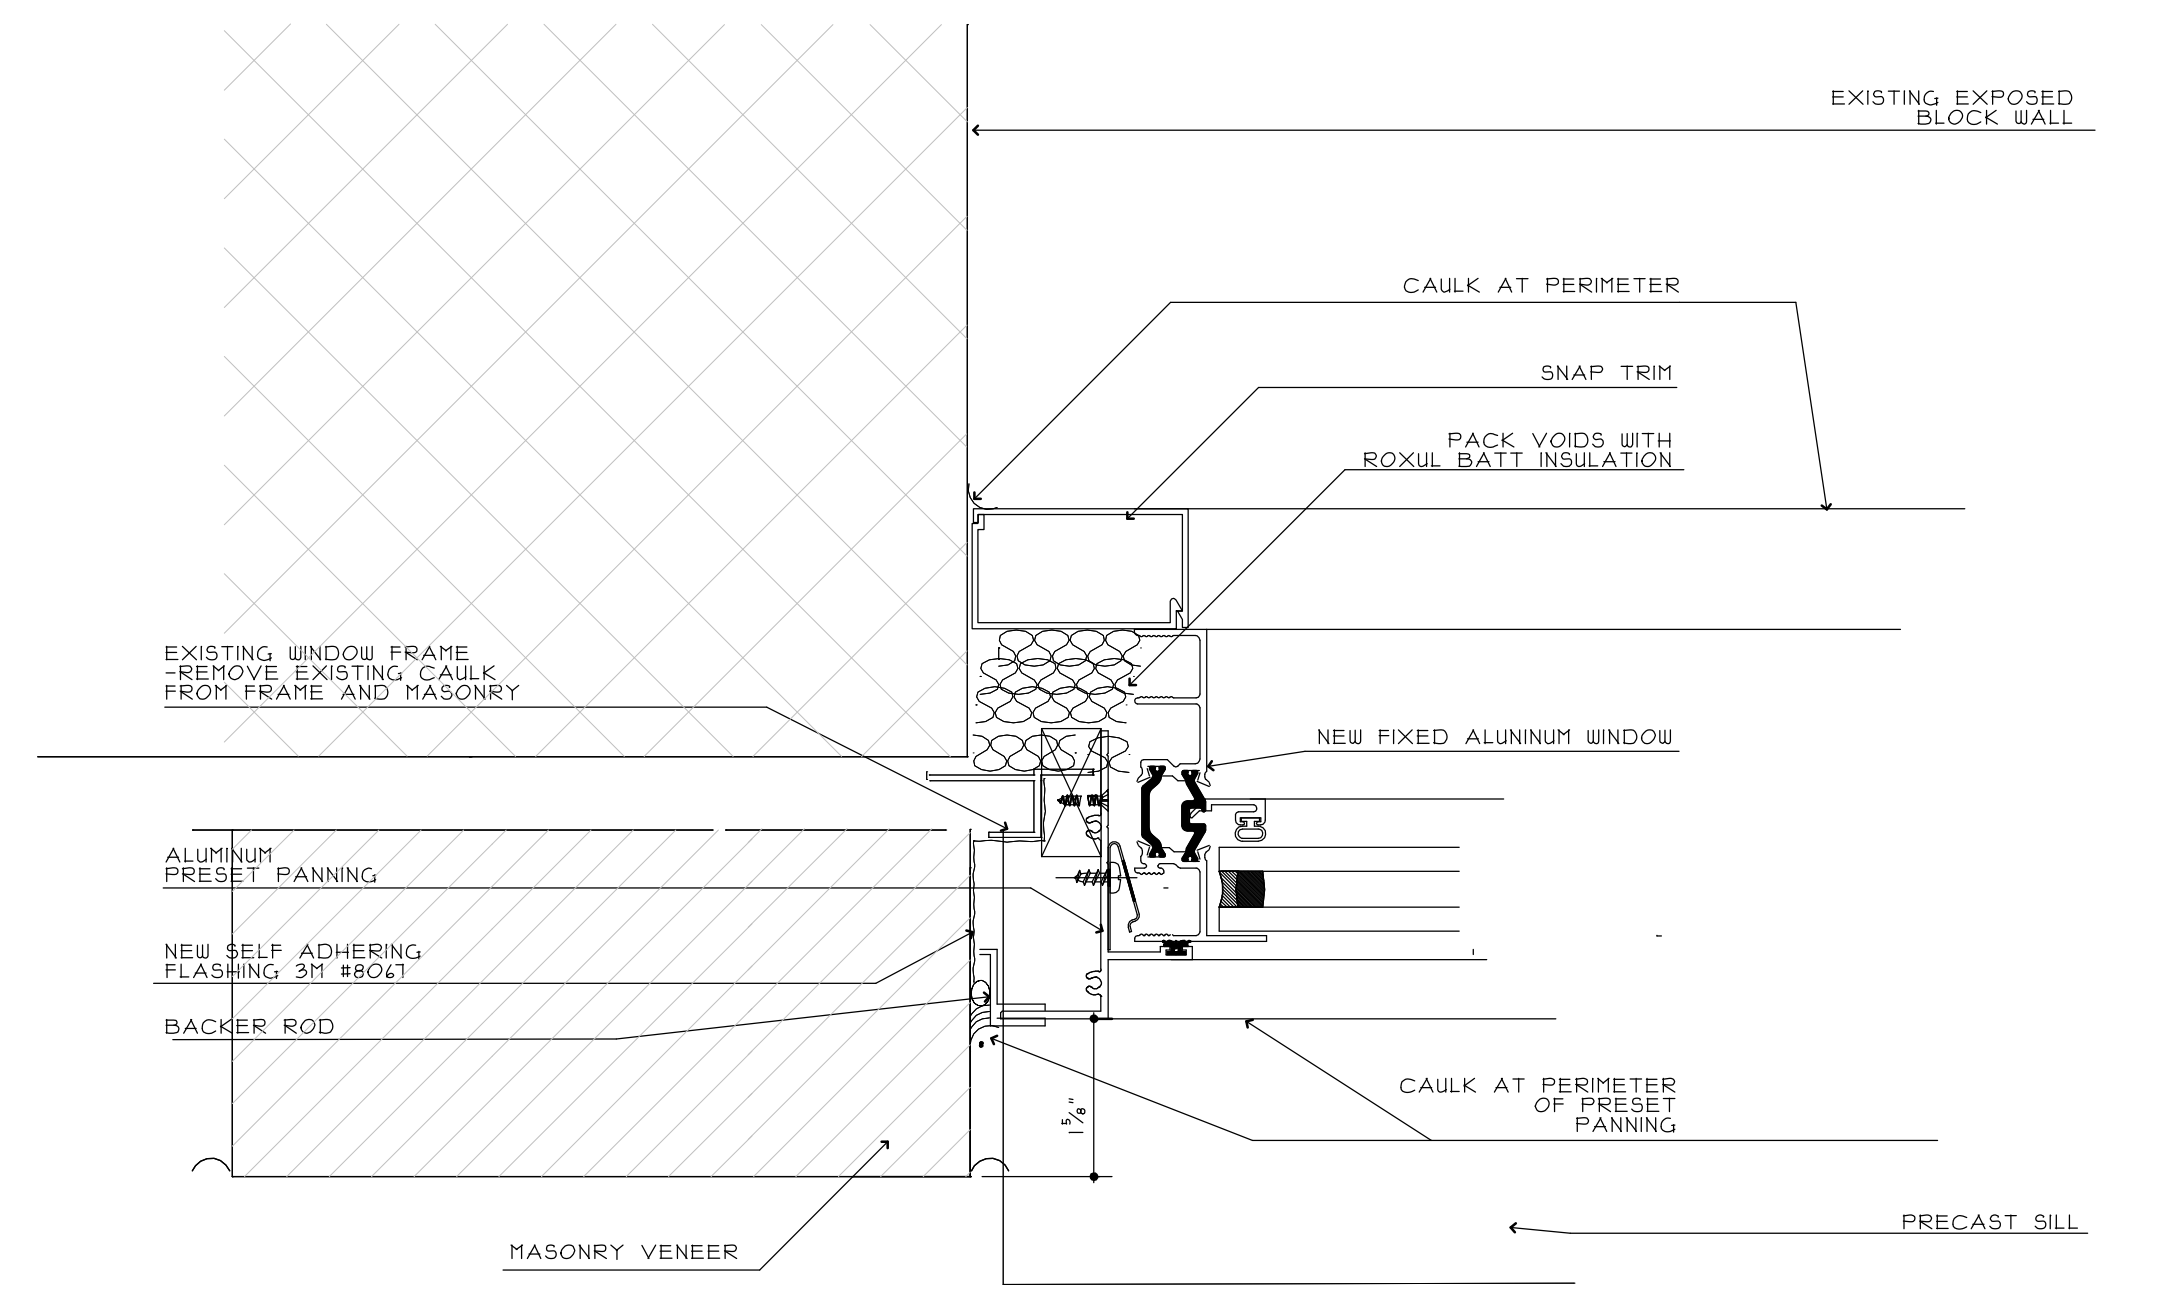 EXISTING EXPOSED
BLOCK WALL
CAULK AT PERIMETER
SNAP TRIM
PACK VOIDS WITH
ROXUL BATT INSULATION
EXISTING WINDOW FRAME
-REMOVE EXISTING CAULK
FROM FRAME AND MASONRY
NEW FIXED ALUNINUM WINDOW
ALUMINUM
PRESET PANNING
NEW SELF ADHERING
FLASHING 3M #8067
BACKER ROD
1 5/8"
CAULK AT PERIMETER
OF PRESET
PANNING
PRECAST SILL
MASONRY VENEER